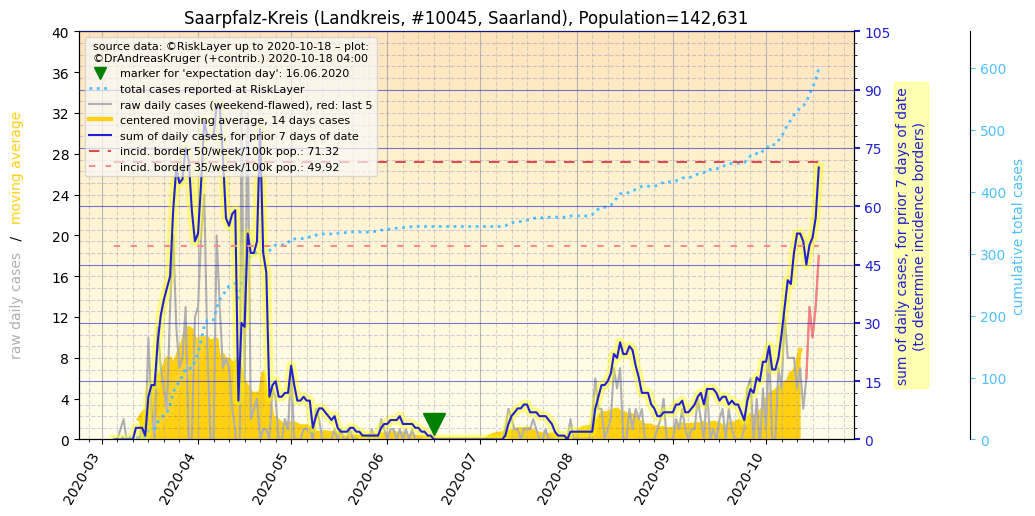 Saarpfalz-Kreis (Landkreis, #10045, Saarland), Population=142,631
source data: ©RiskLayer up to 2020-10-18 – plot:
©DrAndreasKruger (+contrib.) 2020-10-18 04:00
marker for 'expectation day': 16.06.2020
total cases reported at RiskLayer
raw daily cases (weekend-flawed), red: last 5
centered moving average, 14 days cases
sum of daily cases, for prior 7 days of date
incid. border 50/week/100k pop.: 71.32
incid. border 35/week/100k pop.: 49.92
raw daily cases / moving average
40
36
32
28
24
20
16
12
8
4
0
2020-03
2020-04
2020-05
2020-06
2020-07
2020-08
2020-09
2020-10
105
90
75
60
45
30
15
0
sum of daily cases, for prior 7 days of date
(to determine incidence borders)
600
500
400
300
200
100
0
cumulative total cases